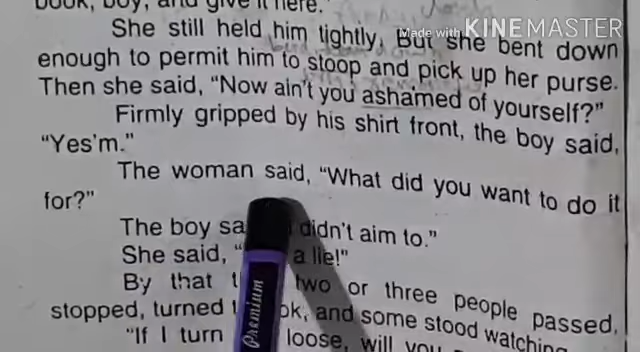 book, boy, and give it here."
She still held him tightly. But she bent down
Made with KINEMASTER
enough to permit him to stoop and pick up her purse.
Then she said, "Now ain't you ashamed of yourself?"
Firmly gripped by his shirt front, the boy said,
"Yes'm."
The woman said, "What did you want to do it
for?"
The boy sa didn't aim to."
She said, " a lie!"
By that t two or three people passed,
stopped, turned t ok, and some stood watching.
"If I turn loose, will you
Premium